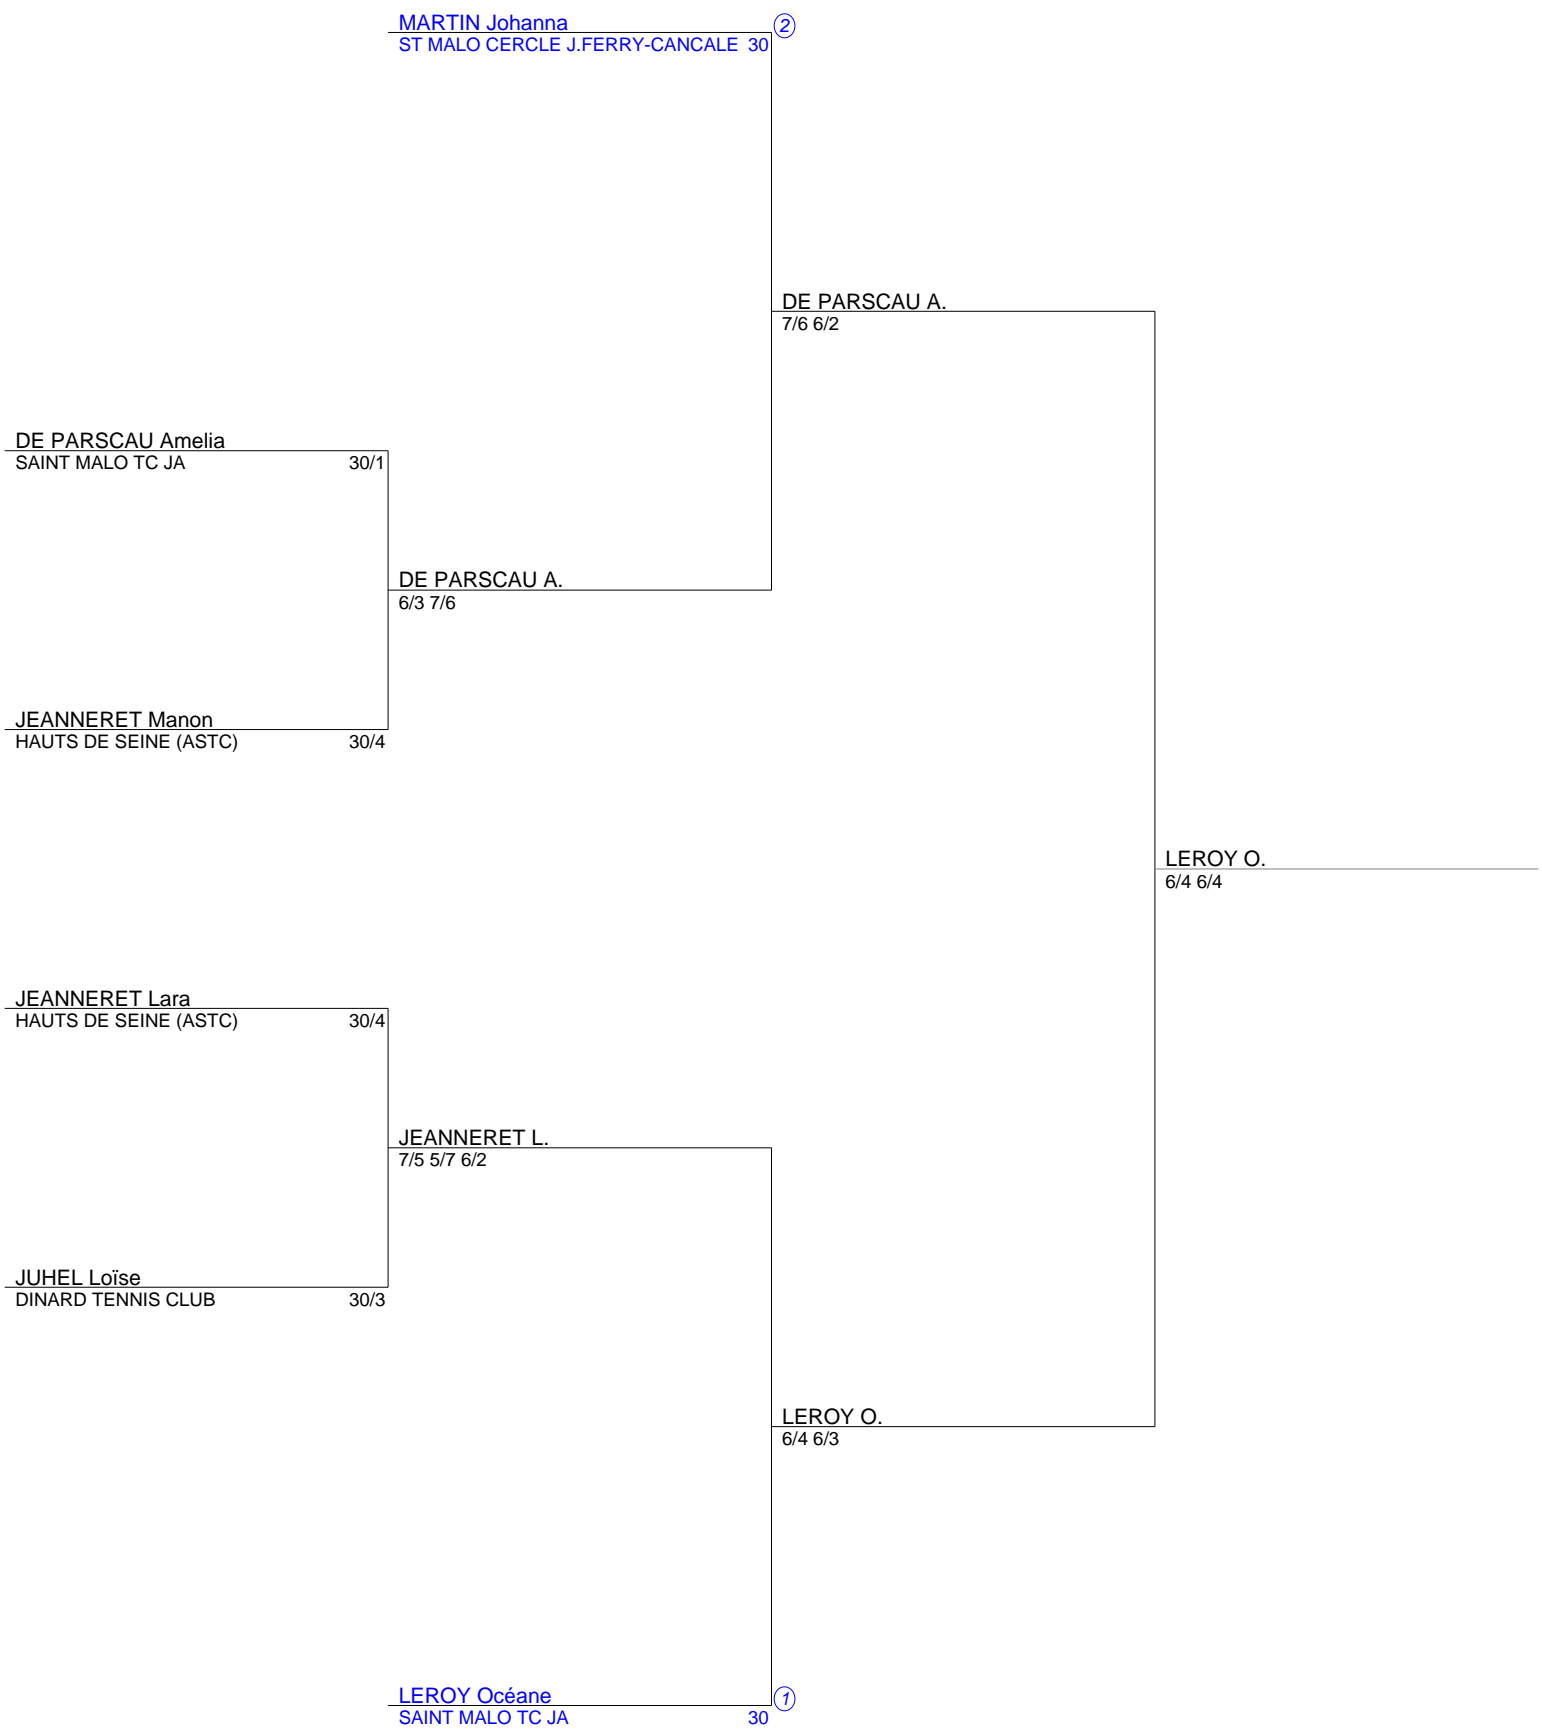 MARTIN Johanna
2
ST MALO CERCLE J.FERRY-CANCALE 30
DE PARSCAU A.
7/6 6/2
DE PARSCAU Amelia
SAINT MALO TC JA 30/1
DE PARSCAU A.
6/3 7/6
JEANNERET Manon
HAUTS DE SEINE (ASTC) 30/4
LEROY O.
6/4 6/4
JEANNERET Lara
HAUTS DE SEINE (ASTC) 30/4
JEANNERET L.
7/5 5/7 6/2
JUHEL Loïse
DINARD TENNIS CLUB 30/3
LEROY O.
6/4 6/3
LEROY Océane
1
SAINT MALO TC JA 30